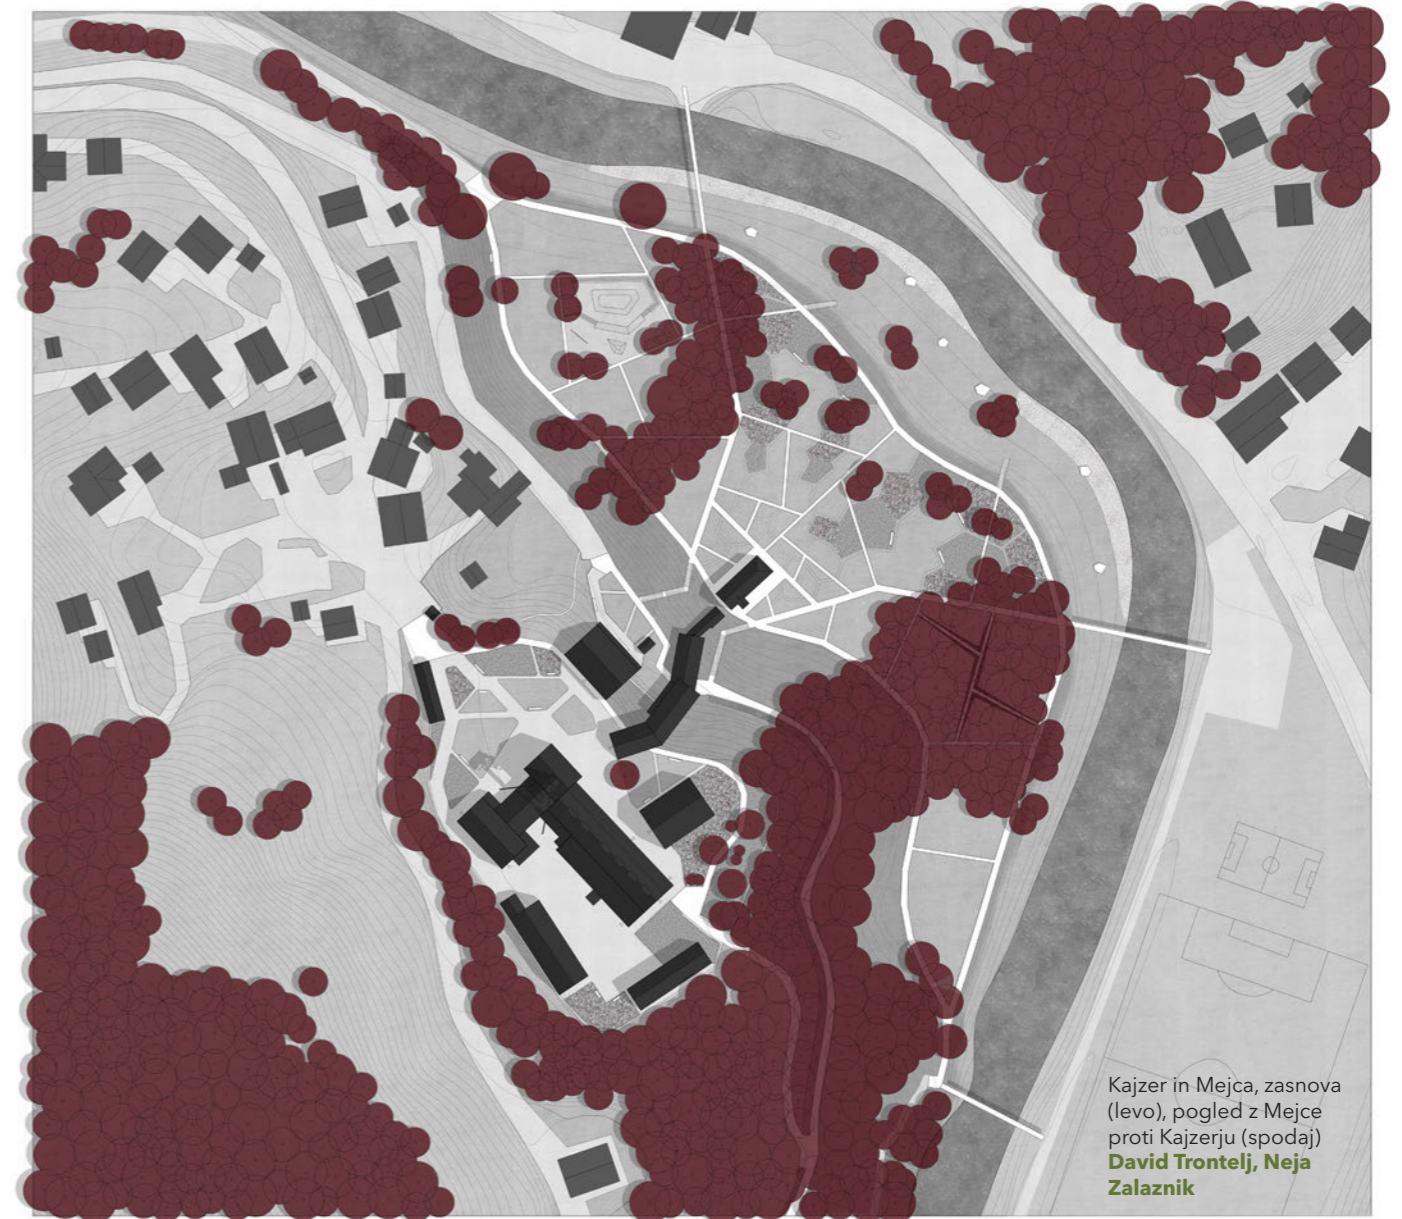 Kajzer in Mejca, zasnova
(levo), pogled z Mejce
proti Kajzerju (spodaj)
David Trontelj, Neja
Zalaznik